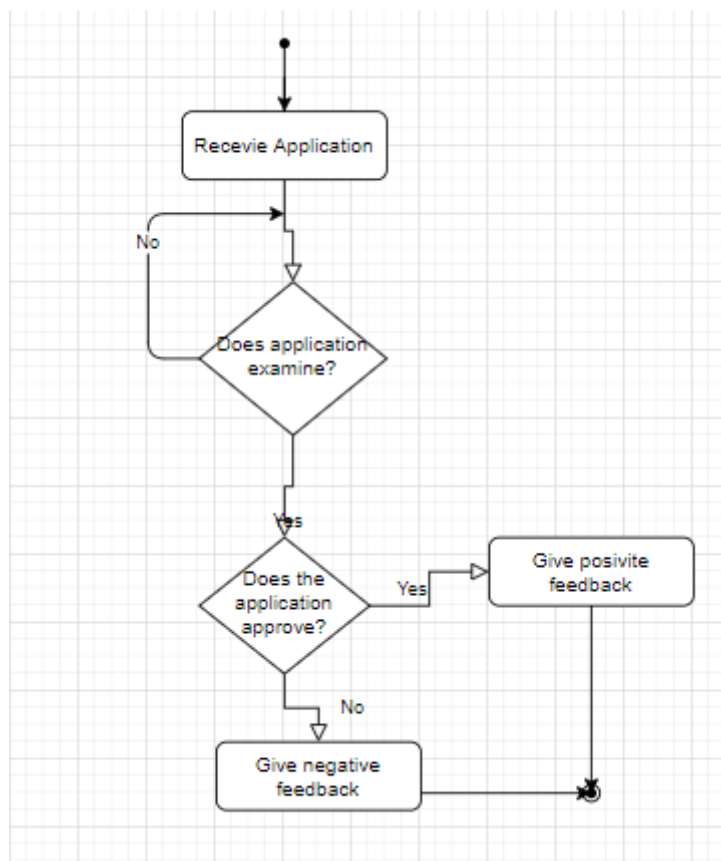 Recevie Application
No
Does application
examine?
Yes
Does the
application
approve?
Yes
Give posivite
feedback
No
Give negative
feedback